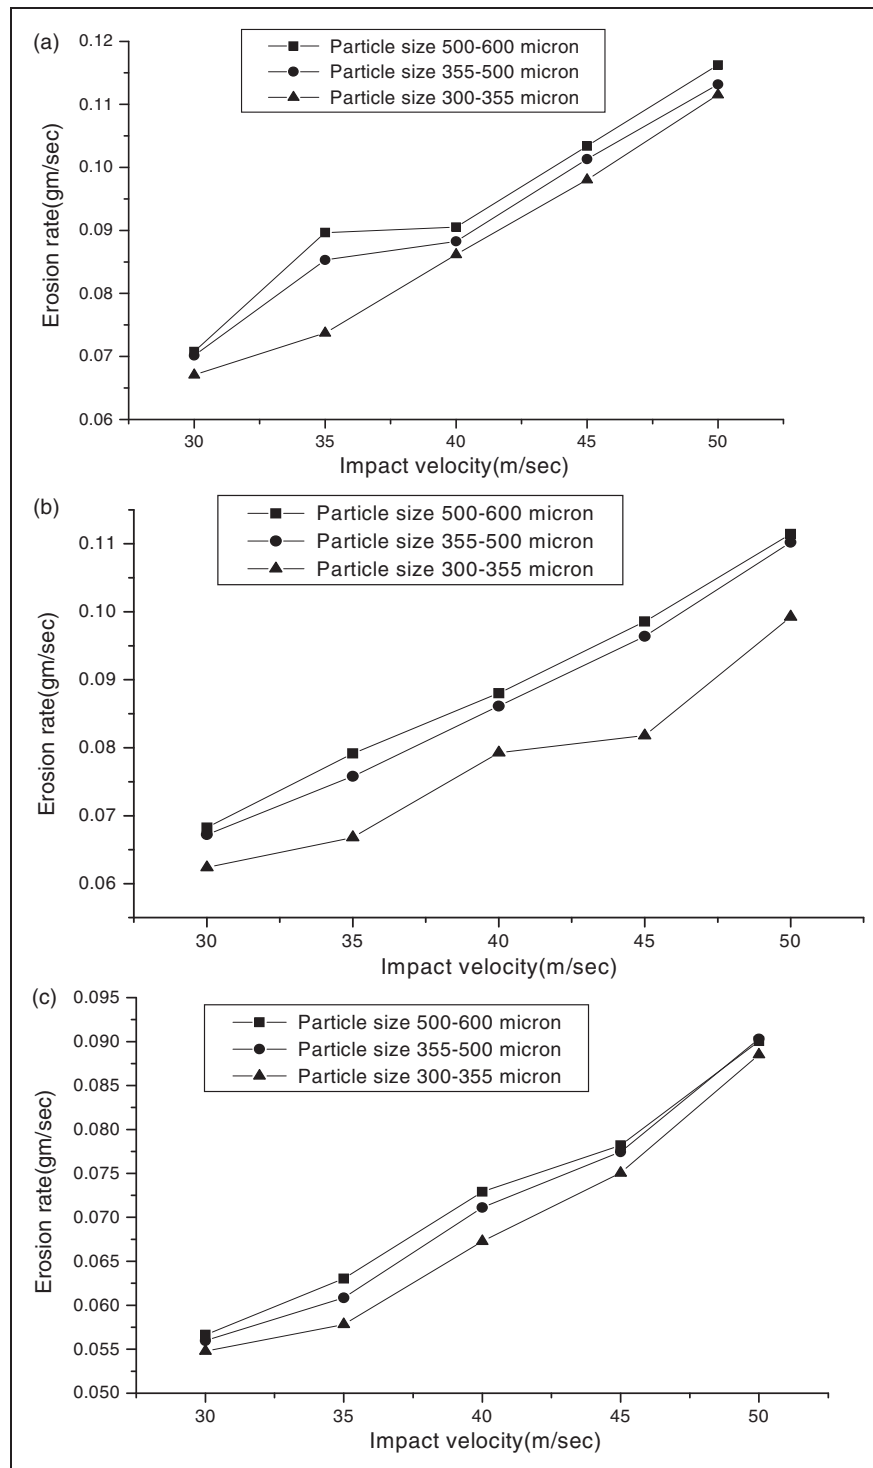 (a)
0.12
0.11
0.10
0.09
0.08
0.07
0.06
Erosion rate(gm/sec)
Particle size 500-600 micron
Particle size 355-500 micron
Particle size 300-355 micron
30 35 40 45 50
Impact velocity(m/sec)
(b)
0.11
0.10
0.09
0.08
0.07
0.06
Erosion rate(gm/sec)
Particle size 500-600 micron
Particle size 355-500 micron
Particle size 300-355 micron
30 35 40 45 50
Impact velocity(m/sec)
(c)
0.095
0.090
0.085
0.080
0.075
0.070
0.065
0.060
0.055
0.050
Erosion rate(gm/sec)
Particle size 500-600 micron
Particle size 355-500 micron
Particle size 300-355 micron
30 35 40 45 50
Impact velocity(m/sec)